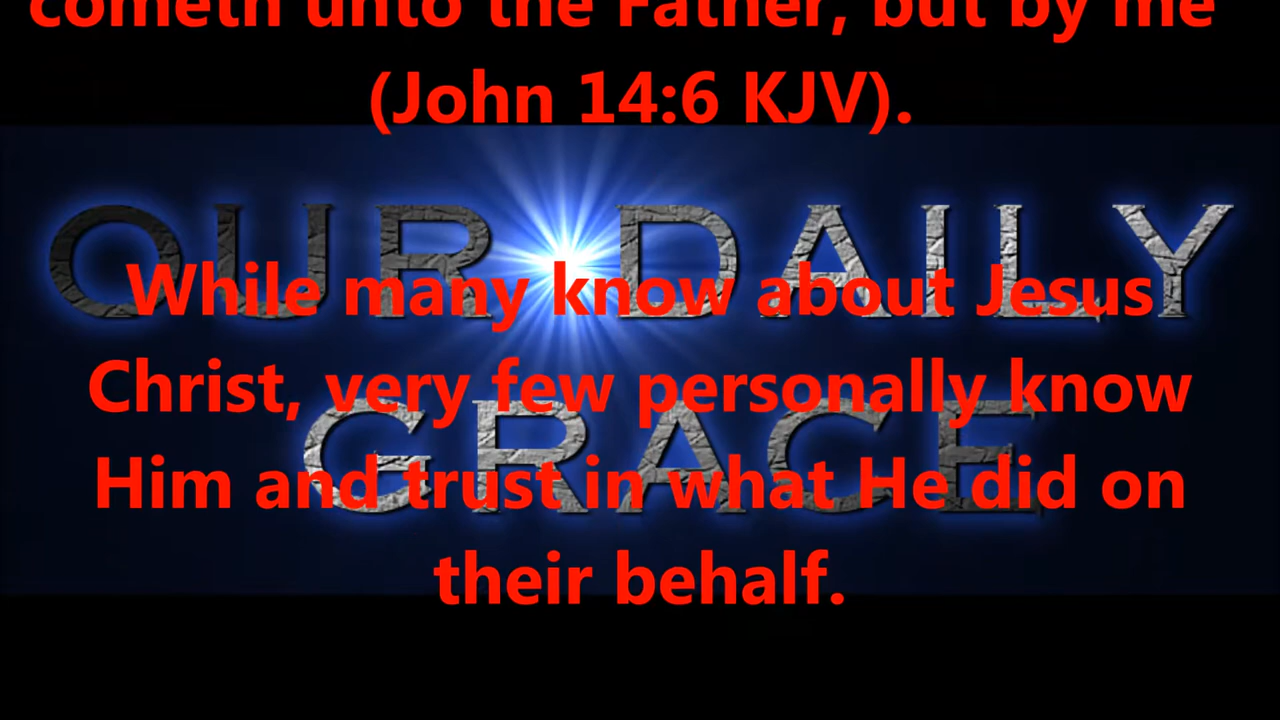 cometh unto the Father, but by me
(John 14:6 KJV).
OUR DAILY
While many know about Jesus
Christ, very few personally know
GRACE
Him and trust in what He did on
their behalf.